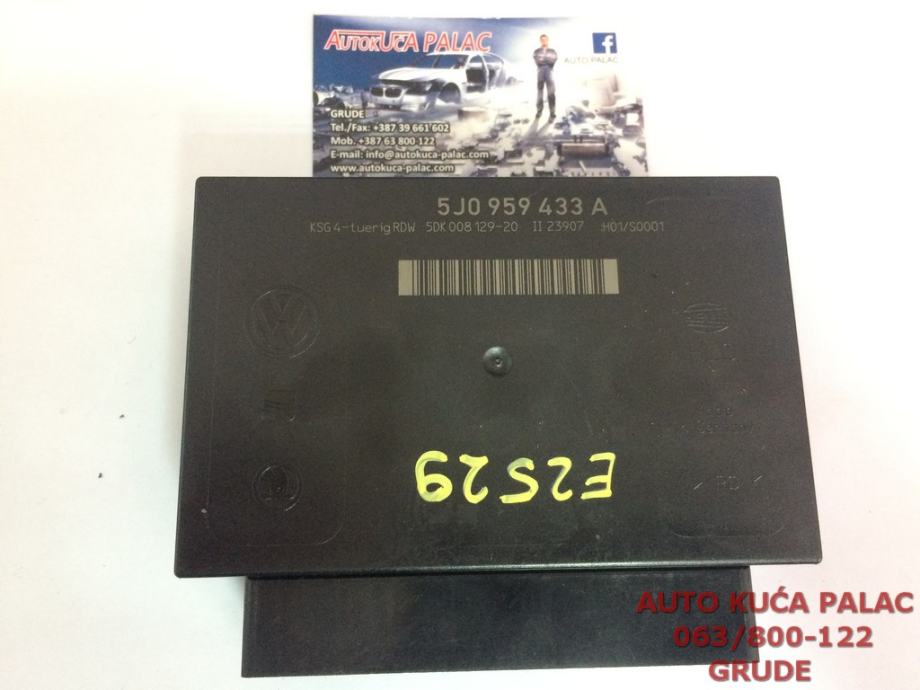 AUTOKUĆA PALAC
f
AUTO PALAC
GRUDE
Tel./Fax: +387 39 661 602
Mob. +387 63 800 122
E-mail: info@autokuca-palac.com
www.autokuca-palac.com
5J0 959 433 A
KSG 4-tuerig RDW 5DK 008 129-20 II 23907 H01/S0001
VW
E2529
AUTO KUĆA PALAC
063/800-122
GRUDE